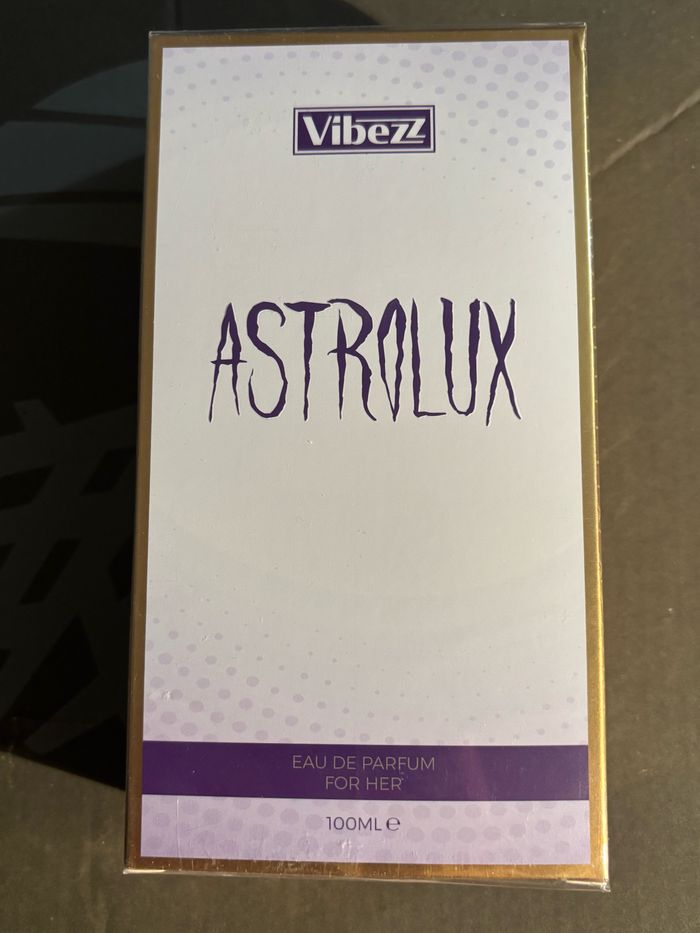 Vibezz
ASTROLUX
EAU DE PARFUM
FOR HER
100ML ℮